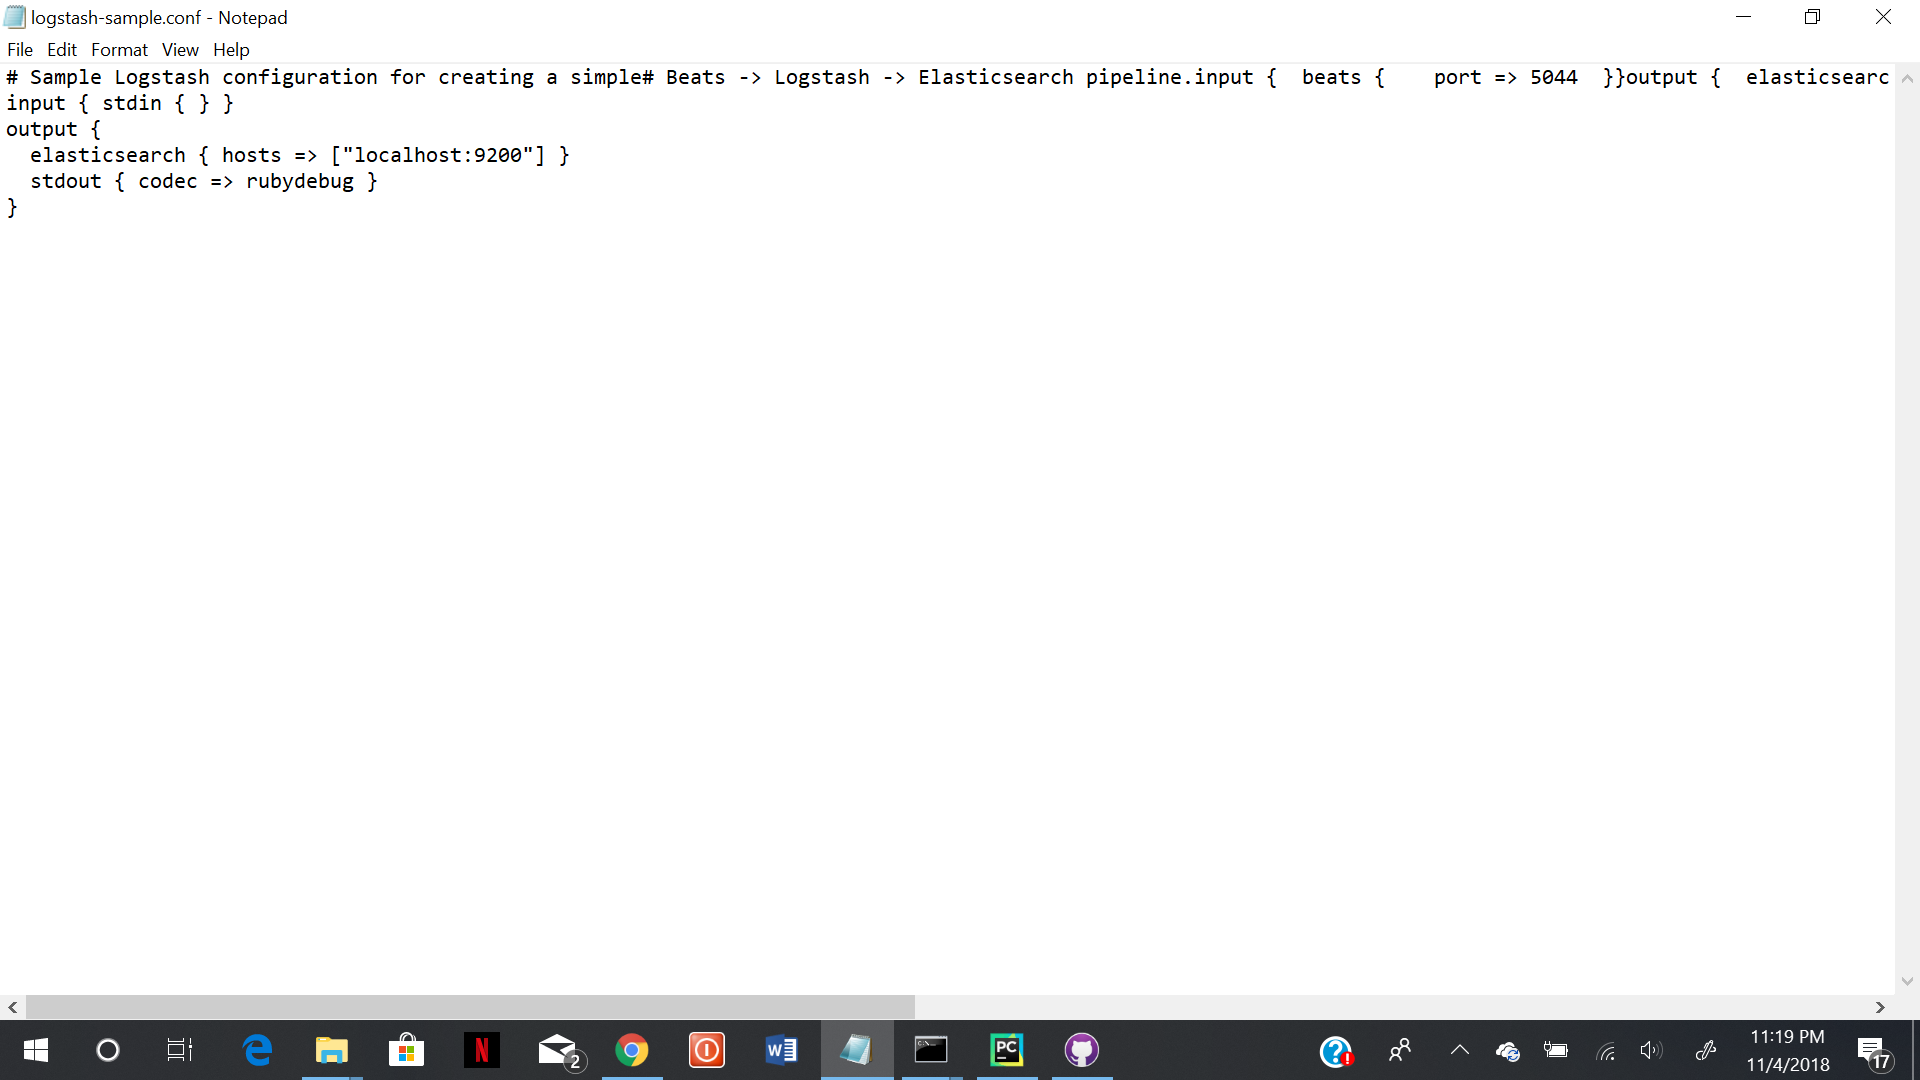 logstash-sample.conf - Notepad
File Edit Format View Help
# Sample Logstash configuration for creating a simple# Beats -> Logstash -> Elasticsearch pipeline.input {  beats {    port => 5044  }}output {  elasticsearc
input { stdin { } }
output {
  elasticsearch { hosts => ["localhost:9200"] }
  stdout { codec => rubydebug }
}
N
2
W
C:\
PC
11:19 PM
11/4/2018
17